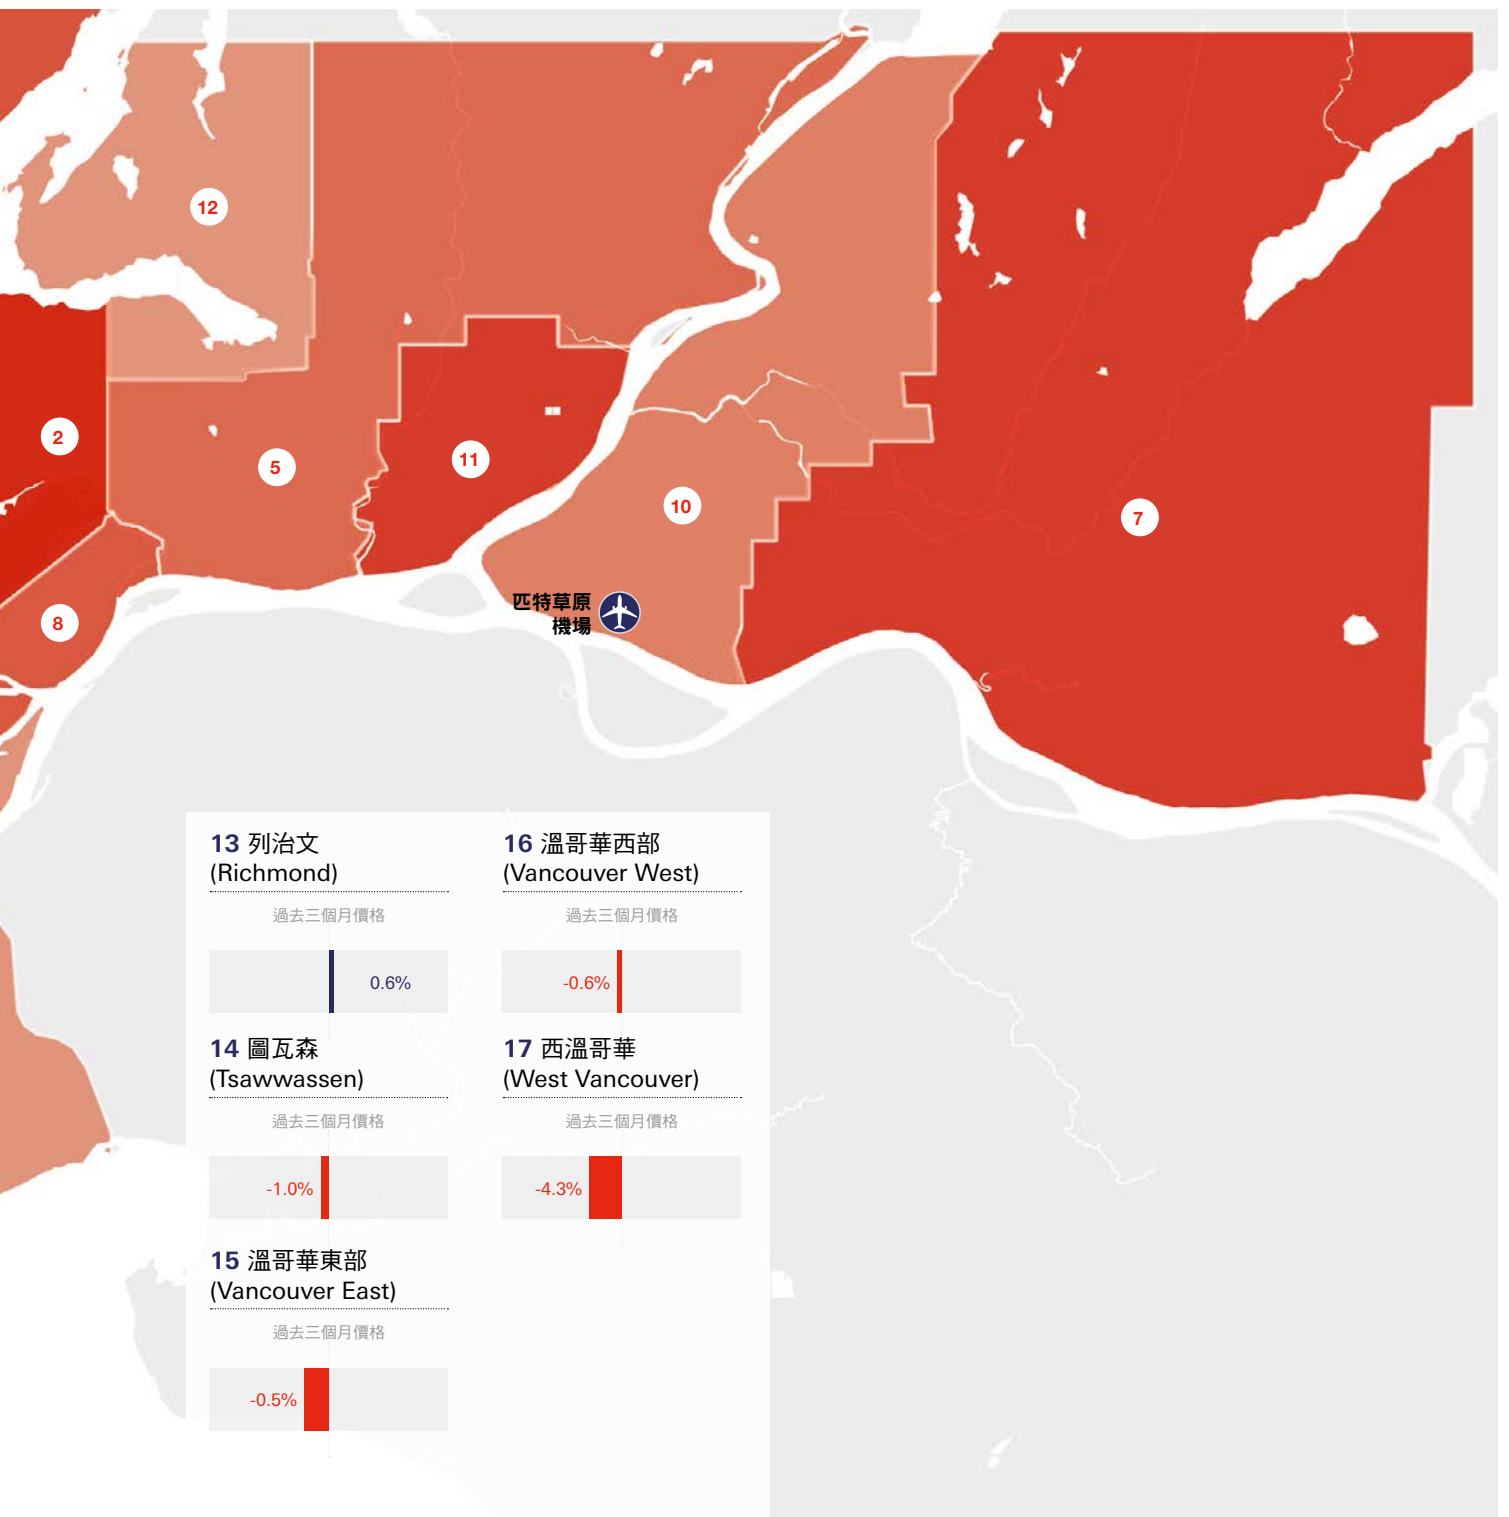 12
2
5
11
10
7
8
匹特草原
機場
13 列治文
(Richmond)
過去三個月價格
0.6%
14 圖瓦森
(Tsawwassen)
過去三個月價格
-1.0%
15 溫哥華東部
(Vancouver East)
過去三個月價格
-0.5%
16 溫哥華西部
(Vancouver West)
過去三個月價格
-0.6%
17 西溫哥華
(West Vancouver)
過去三個月價格
-4.3%